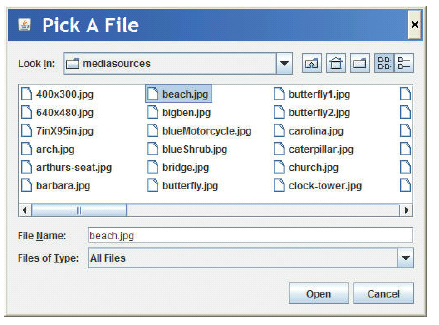 Pick A File
Look In: mediasources
400x300.jpg beach.jpg butterfly1.jpg
640x480.jpg bigben.jpg butterfly2.jpg
7inX95in.jpg blueMotorcycle.jpg carolina.jpg
arch.jpg blueShrub.jpg caterpillar.jpg
arthurs-seat.jpg bridge.jpg church.jpg
barbara.jpg butterfly.jpg clock-tower.jpg
File Name: beach.jpg
Files of Type: All Files
Open Cancel